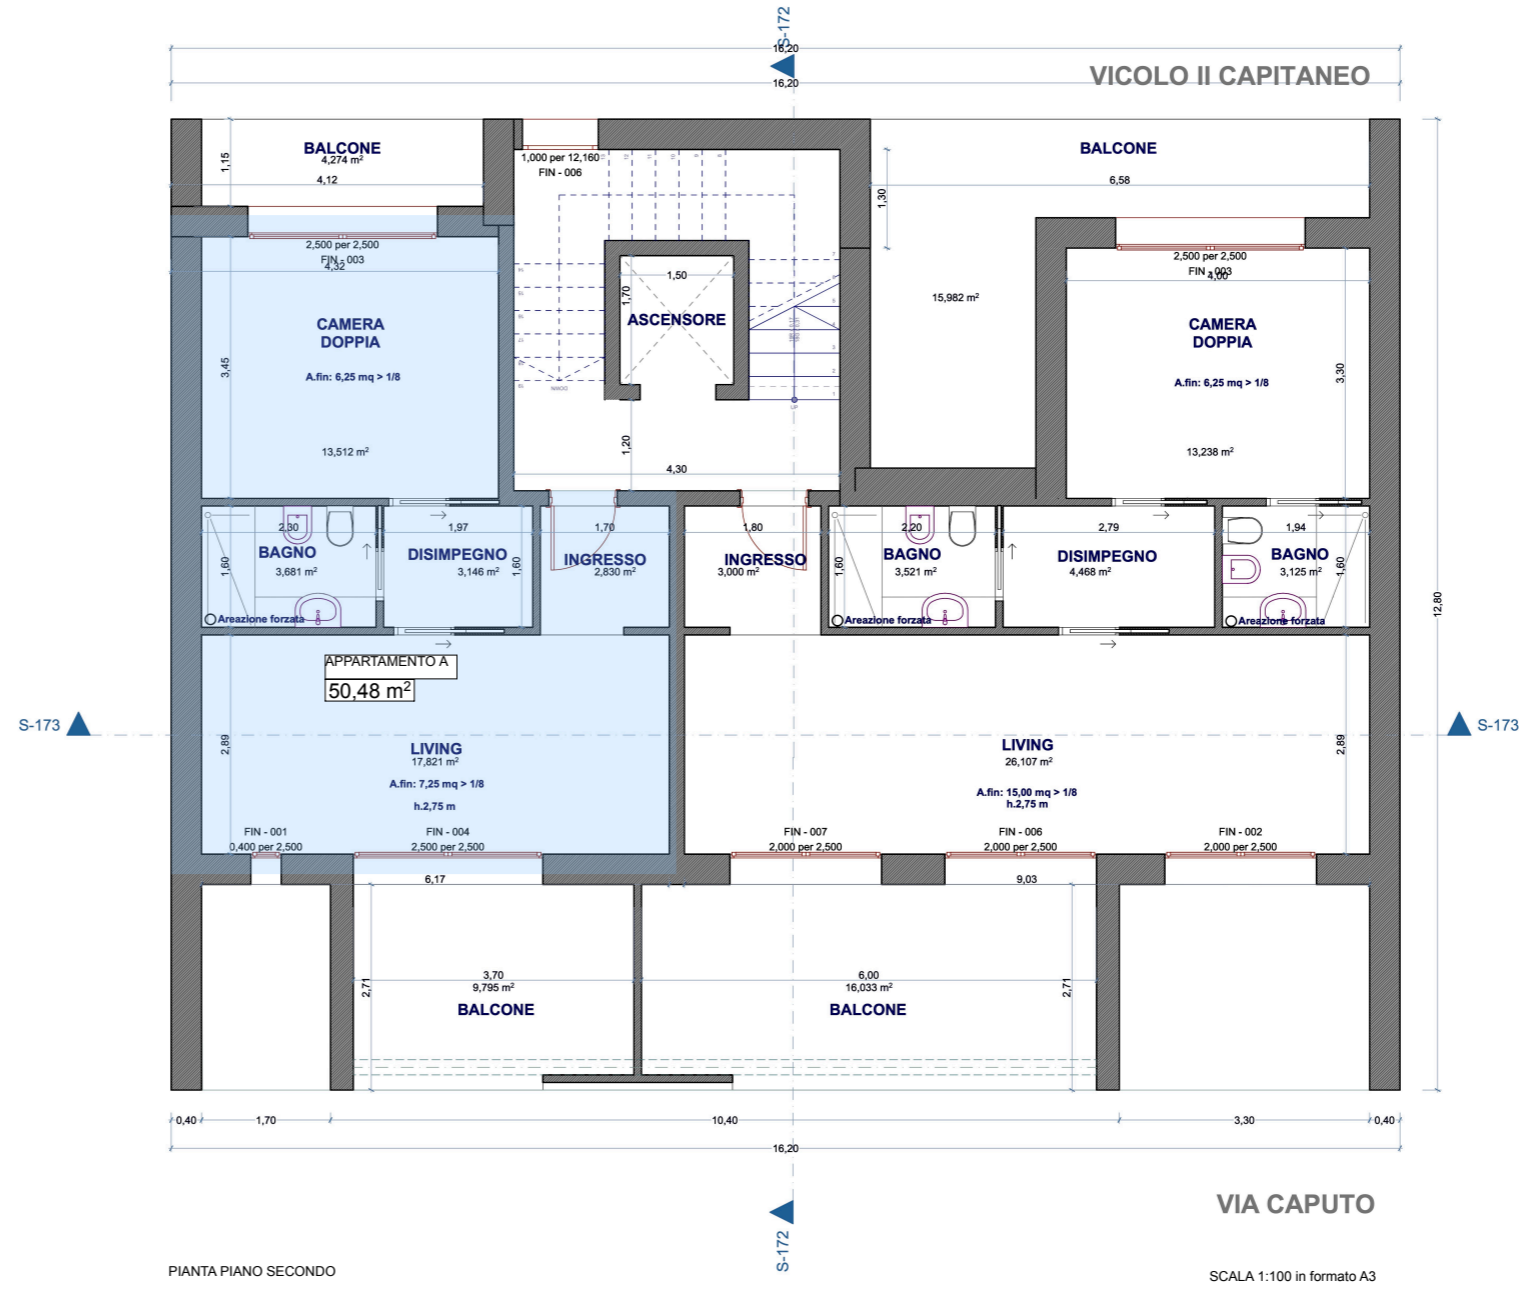 S-172
16,20
16,20
VICOLO II CAPITANEO
BALCONE
4,274 m²
4,12
1,15
1,000 per 12,160
FIN - 006
BALCONE
6,58
1,30
2,500 per 2,500
FIN - 003
4,32
2,500 per 2,500
FIN - 003
4,00
1,50
1,70
ASCENSORE
15,982 m²
CAMERA
DOPPIA
A.fin: 6,25 mq > 1/8
3,45
13,512 m²
CAMERA
DOPPIA
A.fin: 6,25 mq > 1/8
3,30
13,238 m²
DOWN
UP
1,20
4,30
2,30
BAGNO
3,681 m²
1,60
Areazione forzata
1,97
DISIMPEGNO
3,146 m²
1,60
1,70
INGRESSO
2,830 m²
1,80
INGRESSO
3,000 m²
2,20
BAGNO
3,521 m²
1,60
Areazione forzata
2,79
DISIMPEGNO
4,468 m²
1,94
BAGNO
3,125 m²
1,60
Areazione forzata
12,80
APPARTAMENTO A
50,48 m²
S-173
S-173
2,89
LIVING
17,821 m²
A.fin: 7,25 mq > 1/8
h.2,75 m
LIVING
26,107 m²
A.fin: 15,00 mq > 1/8
h.2,75 m
2,89
FIN - 001
0,400 per 2,500
FIN - 004
2,500 per 2,500
FIN - 007
2,000 per 2,500
FIN - 006
2,000 per 2,500
FIN - 002
2,000 per 2,500
6,17
9,03
2,71
3,70
9,795 m²
BALCONE
6,00
16,033 m²
BALCONE
2,71
0,40
1,70
10,40
3,30
0,40
16,20
VIA CAPUTO
S-172
PIANTA PIANO SECONDO
SCALA 1:100 in formato A3